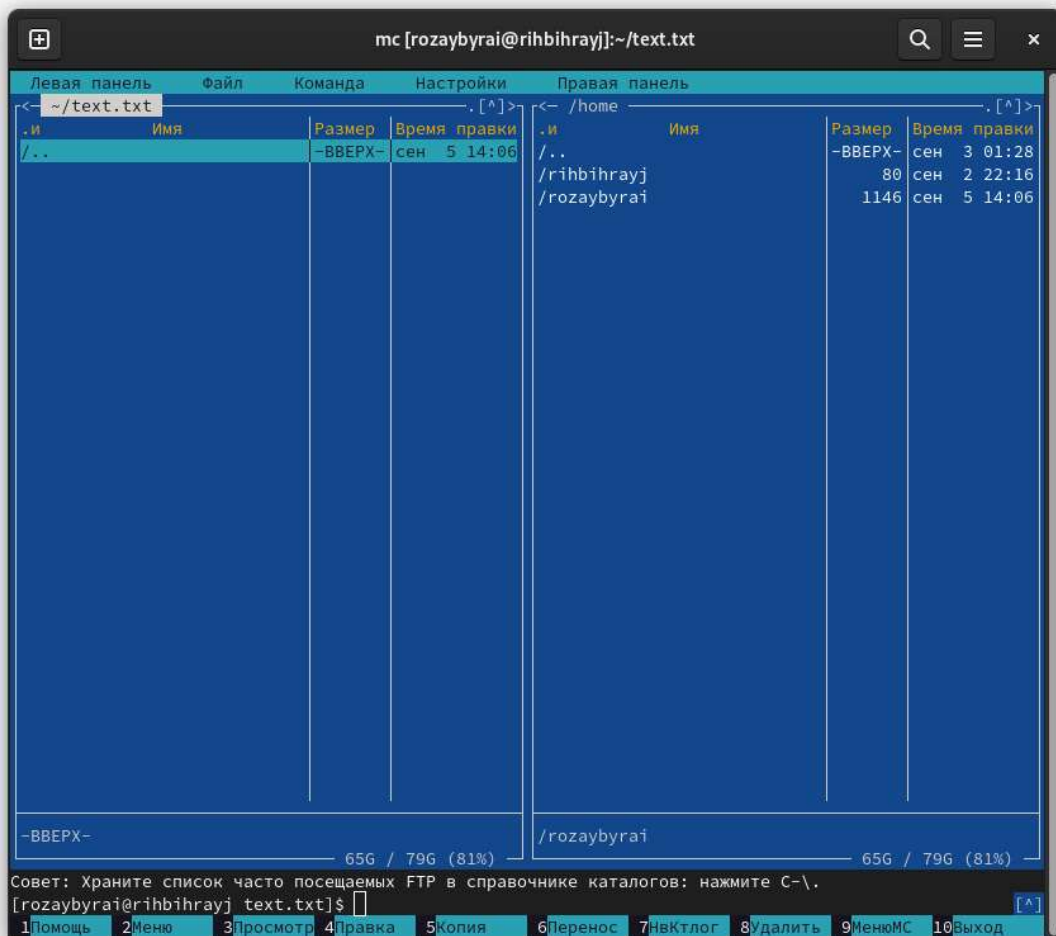 mc [rozaybyrai@rihbihrayj]:~/text.txt
Левая панель Файл Команда Настройки Правая панель
<─ ~/text.txt ─.[^]> <─ /home ─.[^]>
.и Имя Размер Время правки .и Имя Размер Время правки
/.. -ВВЕРХ- сен 5 14:06 /.. -ВВЕРХ- сен 3 01:28
/rihbihrayj 80 сен 2 22:16
/rozaybyrai 1146 сен 5 14:06
-ВВЕРХ- /rozaybyrai
65G / 79G (81%) 65G / 79G (81%)
Совет: Храните список часто посещаемых FTP в справочнике каталогов: нажмите C-\.
[rozaybyrai@rihbihrayj text.txt]$ [^]
1Помощь 2Меню 3Просмотр 4Правка 5Копия 6Перенос 7НвКтлог 8Удалить 9МенюMC 10Выход